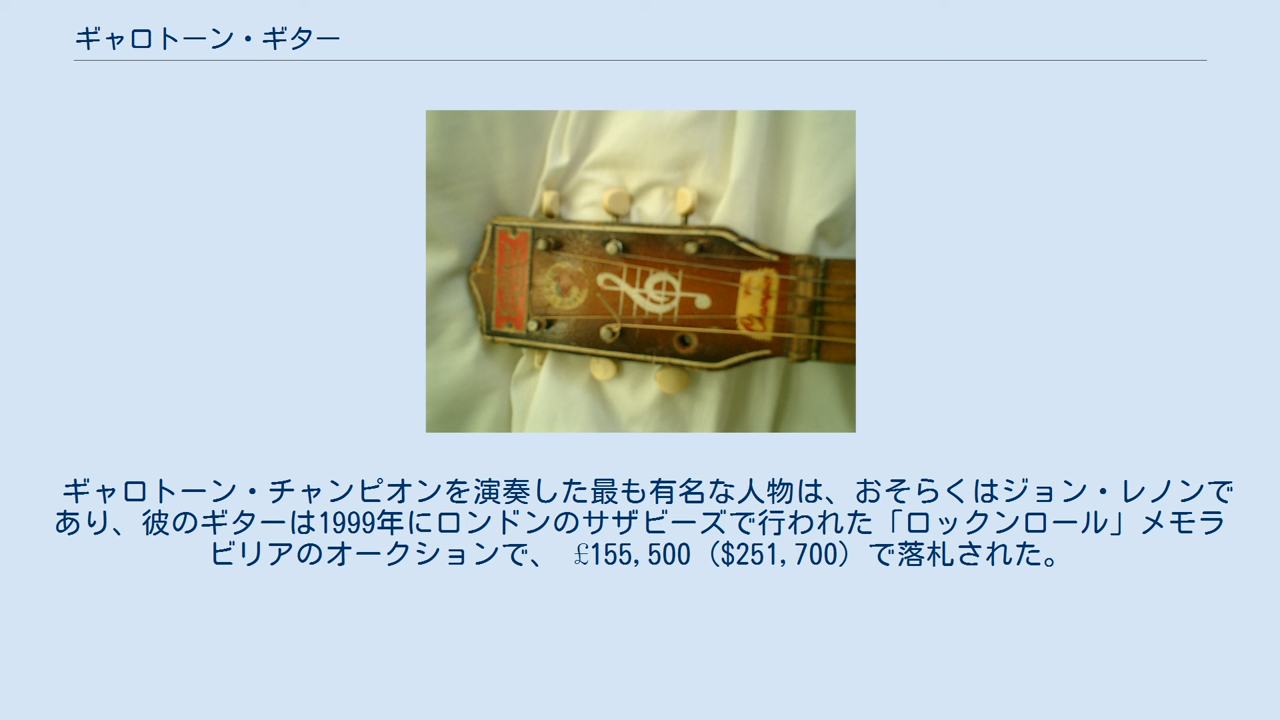 ギャロトーン・ギター
ギャロトーン・チャンピオンを演奏した最も有名な人物は、おそらくはジョン・レノンで
あり、彼のギターは1999年にロンドンのサザビーズで行われた「ロックンロール」メモラ
ビリアのオークションで、 £155,500（$251,700）で落札された。